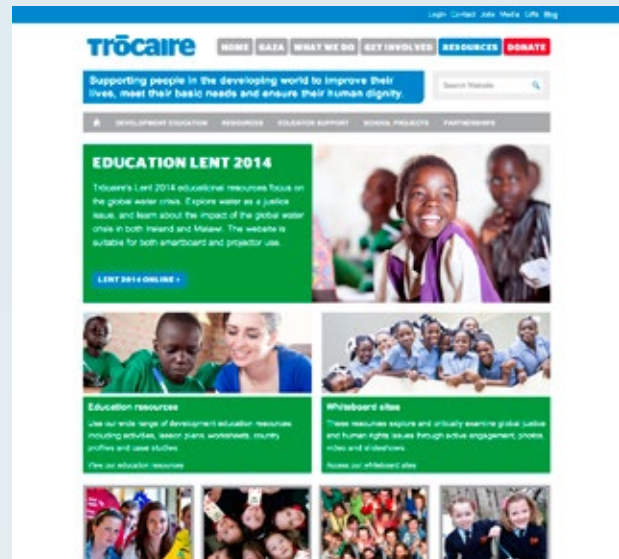 Login Contact Jobs Media Gifts Blog
Trōcaire
HOME GAZA WHAT WE DO GET INVOLVED RESOURCES DONATE
Supporting people in the developing world to improve their
lives, meet their basic needs and ensure their human dignity.
Search Website
DEVELOPMENT EDUCATION RESOURCES EDUCATOR SUPPORT SCHOOL PROJECTS PARTNERSHIPS
EDUCATION LENT 2014
Trócaire's Lent 2014 educational resources focus on
the global water crisis. Explore water as a justice
issue, and learn about the impact of the global water
crisis in both Ireland and Malawi. The website is
suitable for both smartboard and projector use.
LENT 2014 ONLINE ›
Education resources
Use our wide range of development education resources
including activities, lesson plans, worksheets, country
profiles and case studies.
View our education resources
Whiteboard sites
These resources explore and critically examine global justice
and human rights issues through active engagement, photos,
video and slideshows.
Access our whiteboard sites